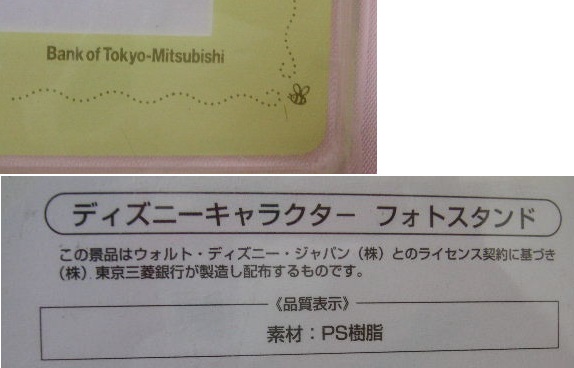 Bank of Tokyo-Mitsubishi
ディズニーキャラクター フォトスタンド
この景品はウォルト・ディズニー・ジャパン（株）とのライセンス契約に基づき
（株）東京三菱銀行が製造し配布するものです。
《品質表示》
素材：PS樹脂